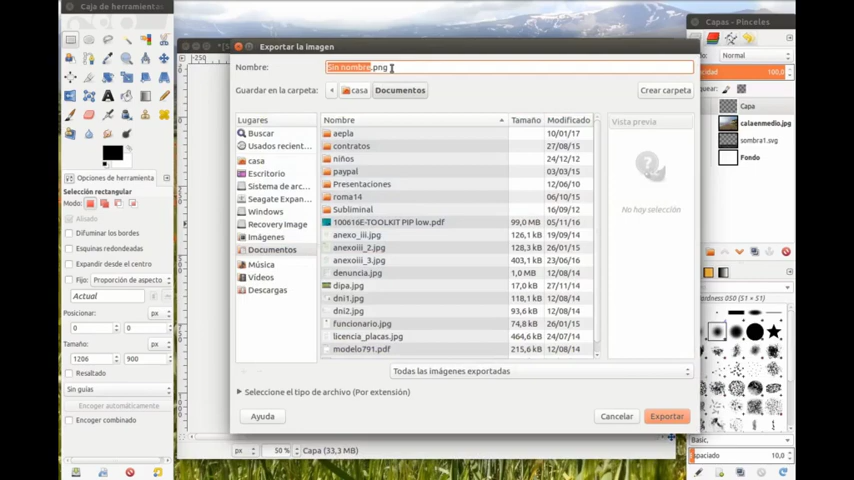 Caja de herramientas
Exportar la imagen
Capas - Pinceles
Nombre:
Sin nombre.png
Guardar en la carpeta:
casa
Documentos
Crear carpeta
Lugares
Buscar
Usados recient...
casa
Escritorio
Sistema de arc...
Seagate Expan...
Windows
Recovery Image
Imágenes
Documentos
Música
Vídeos
Descargas
Nombre Tamaño Modificado
aepla 10/01/17
contratos 27/08/15
niños 24/12/12
paypal 03/03/15
Presentaciones 12/06/10
roma14 27/11/14
Subliminal 16/09/12
100616E-TOOLKIT PIP low.pdf 99,0 MB 05/11/16
anexo_iii.jpg 126,1 kB 19/09/14
anexoiii_2.jpg 128,3 kB 26/01/15
anexoiii_3.jpg 403,1 kB 23/06/16
denuncia.jpg 1,0 MB 12/08/14
dipa.jpg 17,0 kB 27/11/14
dni1.jpg 118,1 kB 12/08/14
dni2.jpg 93,6 kB 12/08/14
funcionario.jpg 74,8 kB 26/01/15
licencia_placas.jpg 464,6 kB 24/07/14
modelo791.pdf 215,6 kB 12/08/14
Vista previa
No hay selección
Todas las imágenes exportadas
Seleccione el tipo de archivo (Por extensión)
Ayuda
Cancelar
Exportar
px
50 %
Capa (33,3 MB)
-250
Opciones de herramienta
Selección rectangular
Modo:
Alisado
Difuminar los bordes
Esquinas redondeadas
Expandir desde el centro
Fijo: Proporción de aspecto
Actual
Posicionar:
px
0
0
Tamaño:
px
1206
900
Resaltado
Sin guías
Encoger automáticamente
Encoger combinado
Normal
100,0
Capa
calaenmedio.jpg
sombra1.svg
Fondo
Basic,
spaciado
10,0